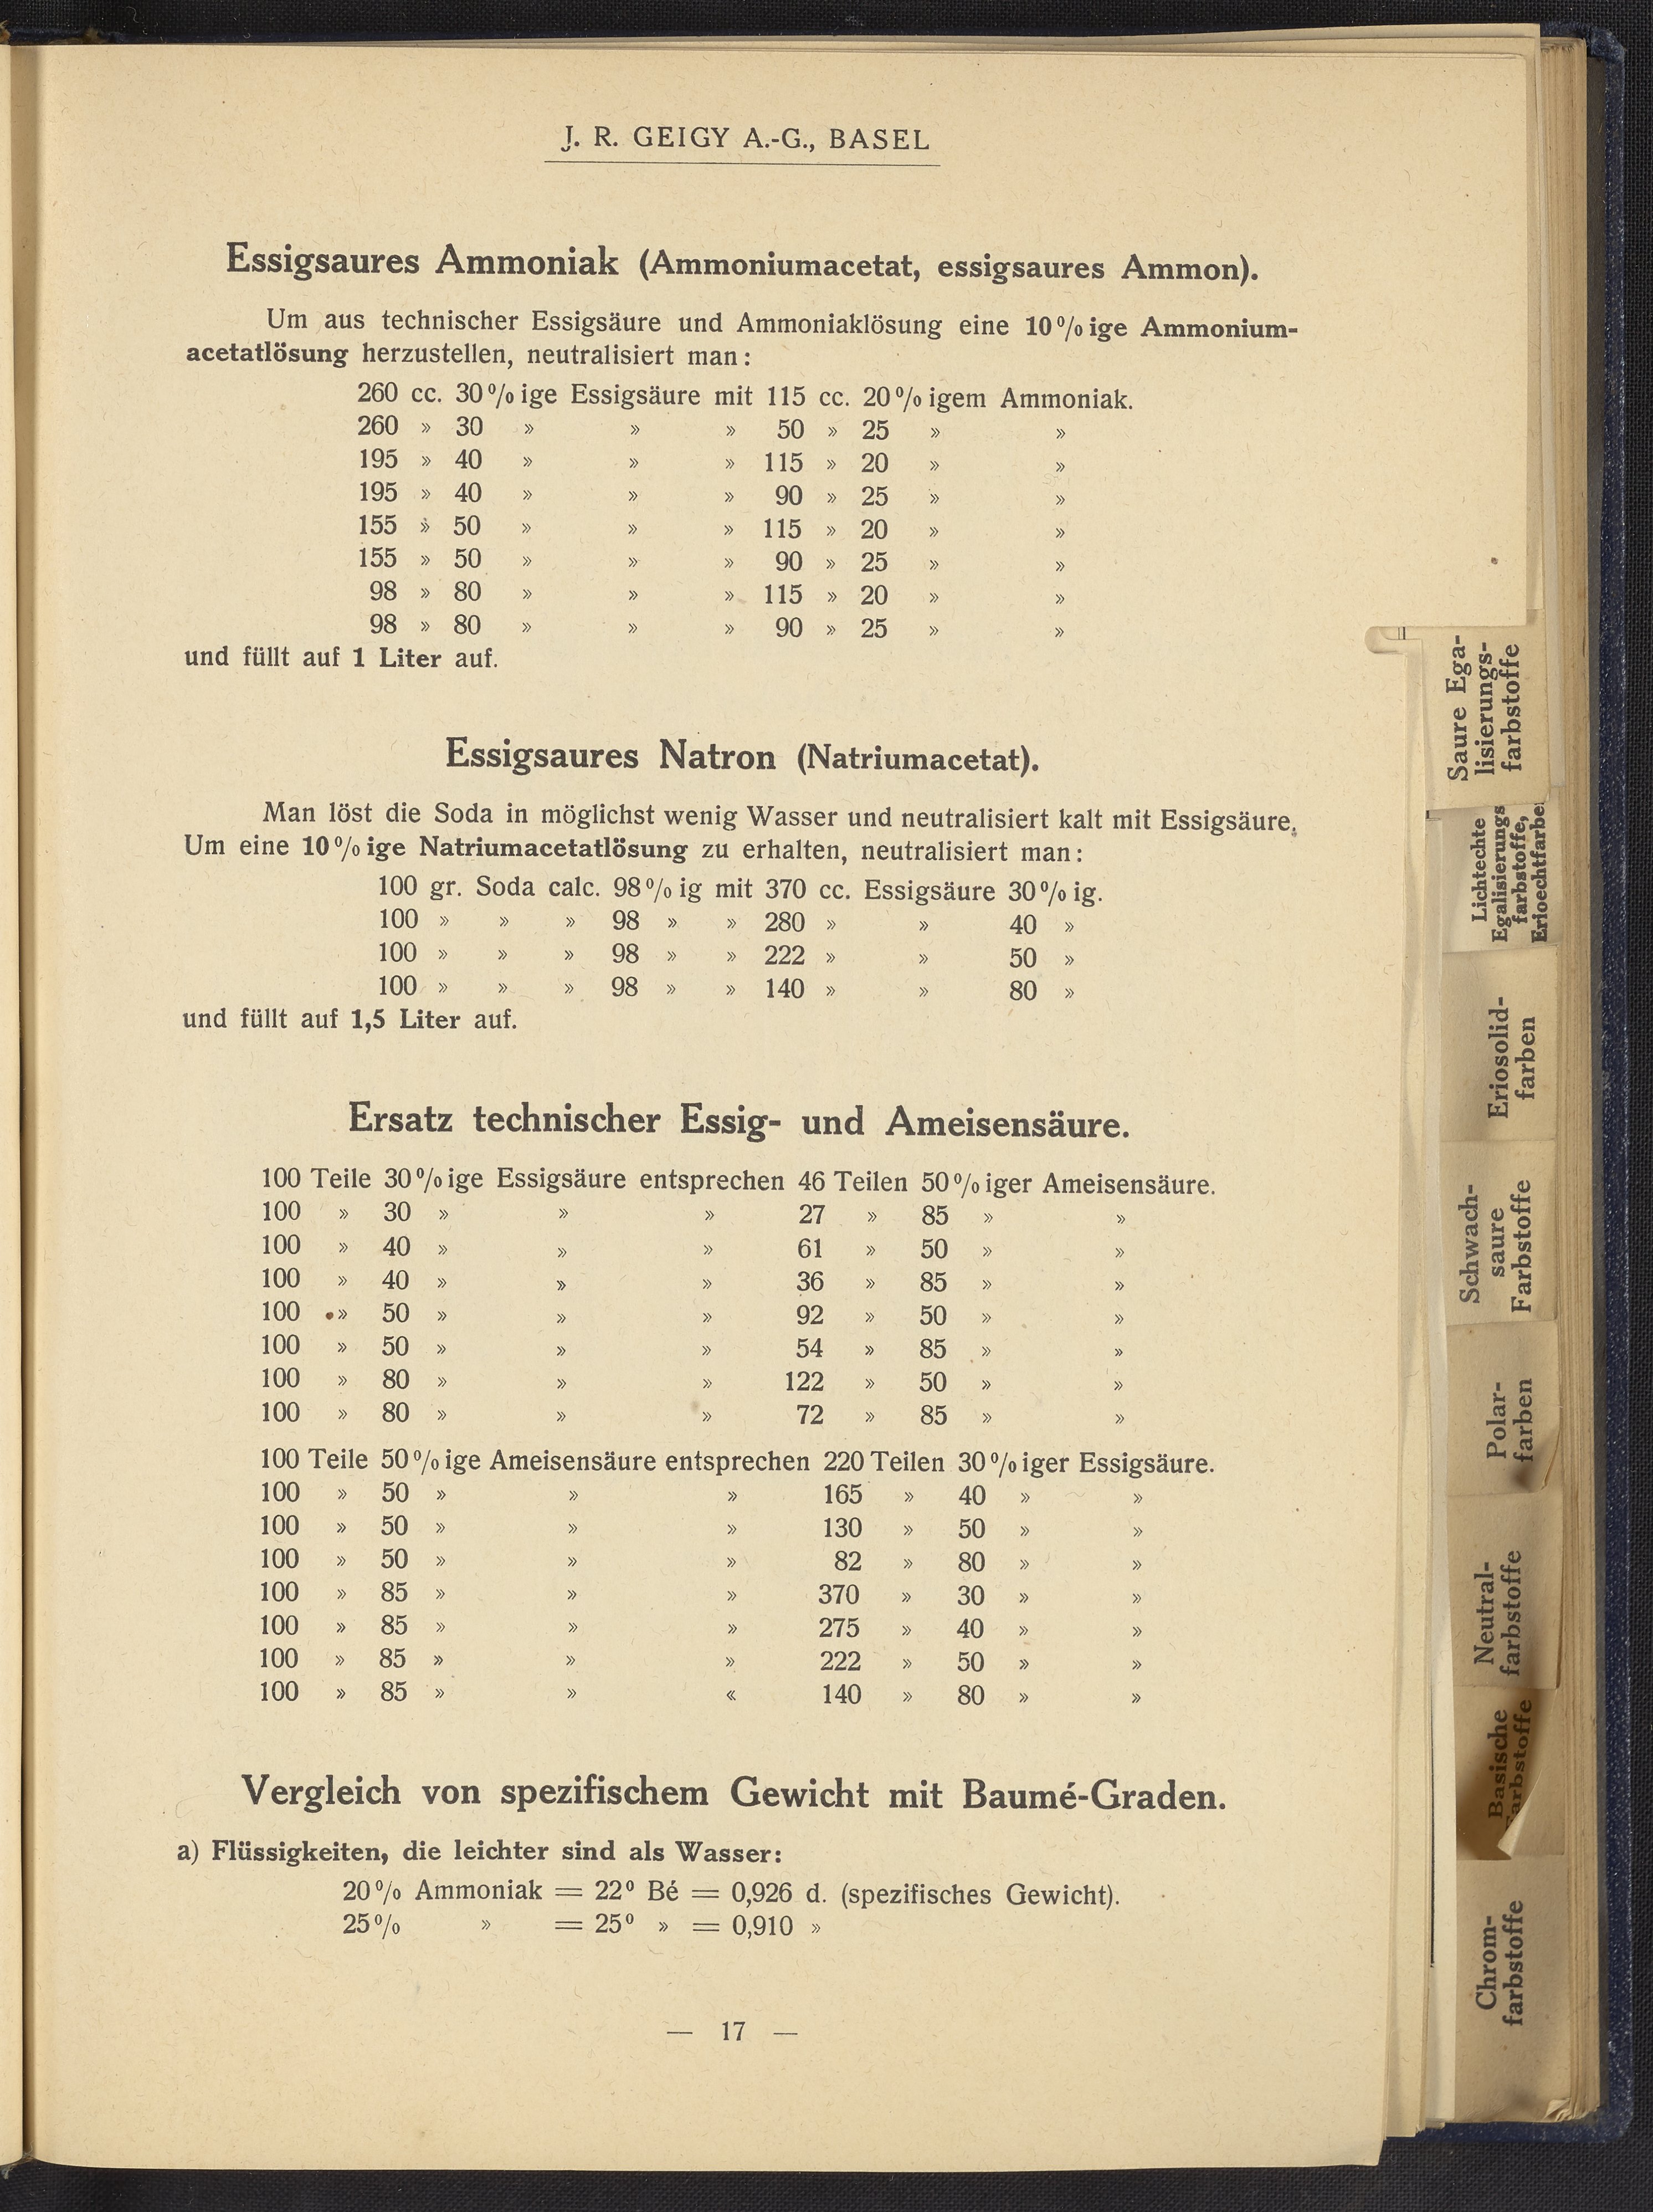 J. R. GEIGY A.-G., BASEL
Essigsaures Ammoniak (Ammoniumacetat, essigsaures Ammon).
Um aus technischer Essigsäure und Ammoniaklösung eine 10% ige Ammonium-
acetatlösung herzustellen, neutralisiert man:
260 cc. 30% ige Essigsäure mit 115 cc. 20% igem Ammoniak.
260 » 30 » » » 50 » 25 » »
195 » 40 » » » 115 » 20 » »
195 » 40 » » » 90 » 25 » »
155 » 50 » » » 115 » 20 » »
155 » 50 » » » 90 » 25 » »
98 » 80 » » » 115 » 20 » »
98 » 80 » » » 90 » 25 » »
und füllt auf 1 Liter auf.
Essigsaures Natron (Natriumacetat).
Man löst die Soda in möglichst wenig Wasser und neutralisiert kalt mit Essigsäure.
Um eine 10% ige Natriumacetatlösung zu erhalten, neutralisiert man:
100 gr. Soda calc. 98% ig mit 370 cc. Essigsäure 30% ig.
100 » » » 98 » » 280 » » 40 »
100 » » » 98 » » 222 » » 50 »
100 » » » 98 » » 140 » » 80 »
und füllt auf 1,5 Liter auf.
Ersatz technischer Essig- und Ameisensäure.
100 Teile 30% ige Essigsäure entsprechen 46 Teilen 50% iger Ameisensäure.
100 » 30 » » » 27 » 85 » »
100 » 40 » » » 61 » 50 » »
100 » 40 » » » 36 » 85 » »
100 » 50 » » » 92 » 50 » »
100 » 50 » » » 54 » 85 » »
100 » 80 » » » 122 » 50 » »
100 » 80 » » » 72 » 85 » »
100 Teile 50% ige Ameisensäure entsprechen 220 Teilen 30% iger Essigsäure.
100 » 50 » » » 165 » 40 » »
100 » 50 » » » 130 » 50 » »
100 » 50 » » » 82 » 80 » »
100 » 85 » » » 370 » 30 » »
100 » 85 » » » 275 » 40 » »
100 » 85 » » » 222 » 50 » »
100 » 85 » » « 140 » 80 » »
Vergleich von spezifischem Gewicht mit Baumé-Graden.
a) Flüssigkeiten, die leichter sind als Wasser:
20% Ammoniak = 22° Bé = 0,926 d. (spezifisches Gewicht).
25% » = 25° » = 0,910 »
— 17 —
Saure Ega-
lisierungs-
farbstoffe
Lichtechte
Egalisierungs
farbstoffe,
Erioechtfarbe
Eriosolid-
farben
Schwach-
saure
Farbstoffe
Polar-
farben
Neutral-
farbstoffe
Basische
Farbstoffe
Chrom-
farbstoffe